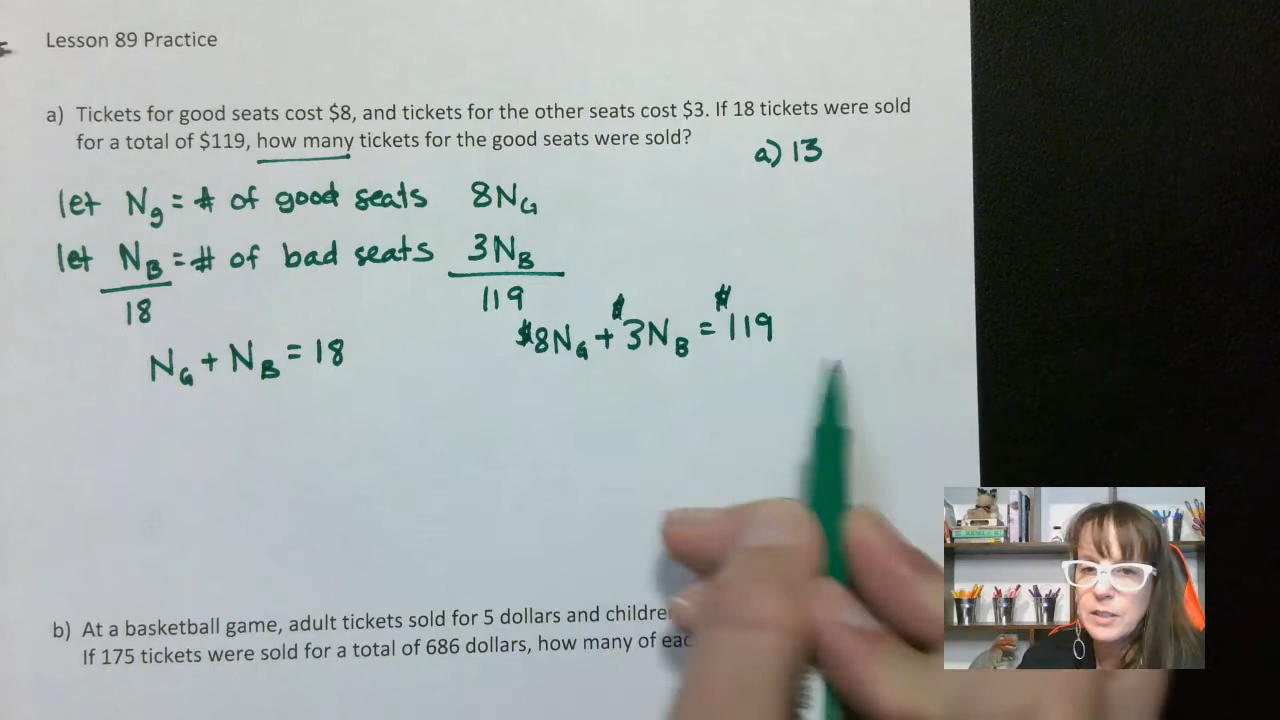 Lesson 89 Practice
a) Tickets for good seats cost $8, and tickets for the other seats cost $3. If 18 tickets were sold
for a total of $119, how many tickets for the good seats were sold?
a) 13
let Ng = # of good seats 8NG
let NB = # of bad seats 3NB
18 119
$8NG + $3NB = $119
NG + NB = 18
b) At a basketball game, adult tickets sold for 5 dollars and
If 175 tickets were sold for a total of 686 dollars, how many of